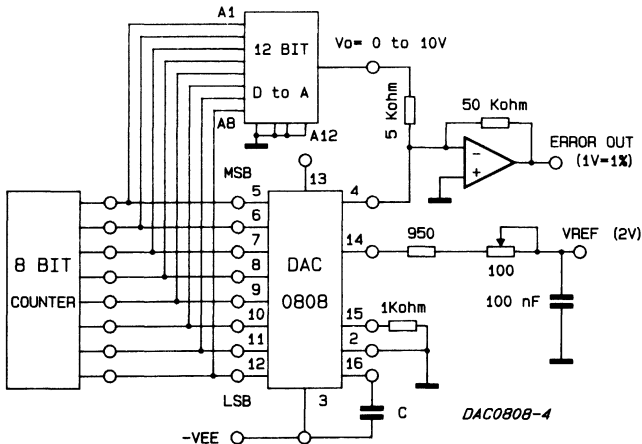 A1
12 BIT
D to A
A8
A12
Vo= 0 to 10V
5 Kohm
50 Kohm
ERROR OUT
(1V=1%)
MSB
13
5
4
6
7
14
950
100
VREF (2V)
8 BIT
COUNTER
8
DAC
9
0808
100 nF
10
15
1Kohm
11
2
12
16
LSB
3
C
-VEE
DAC0808-4